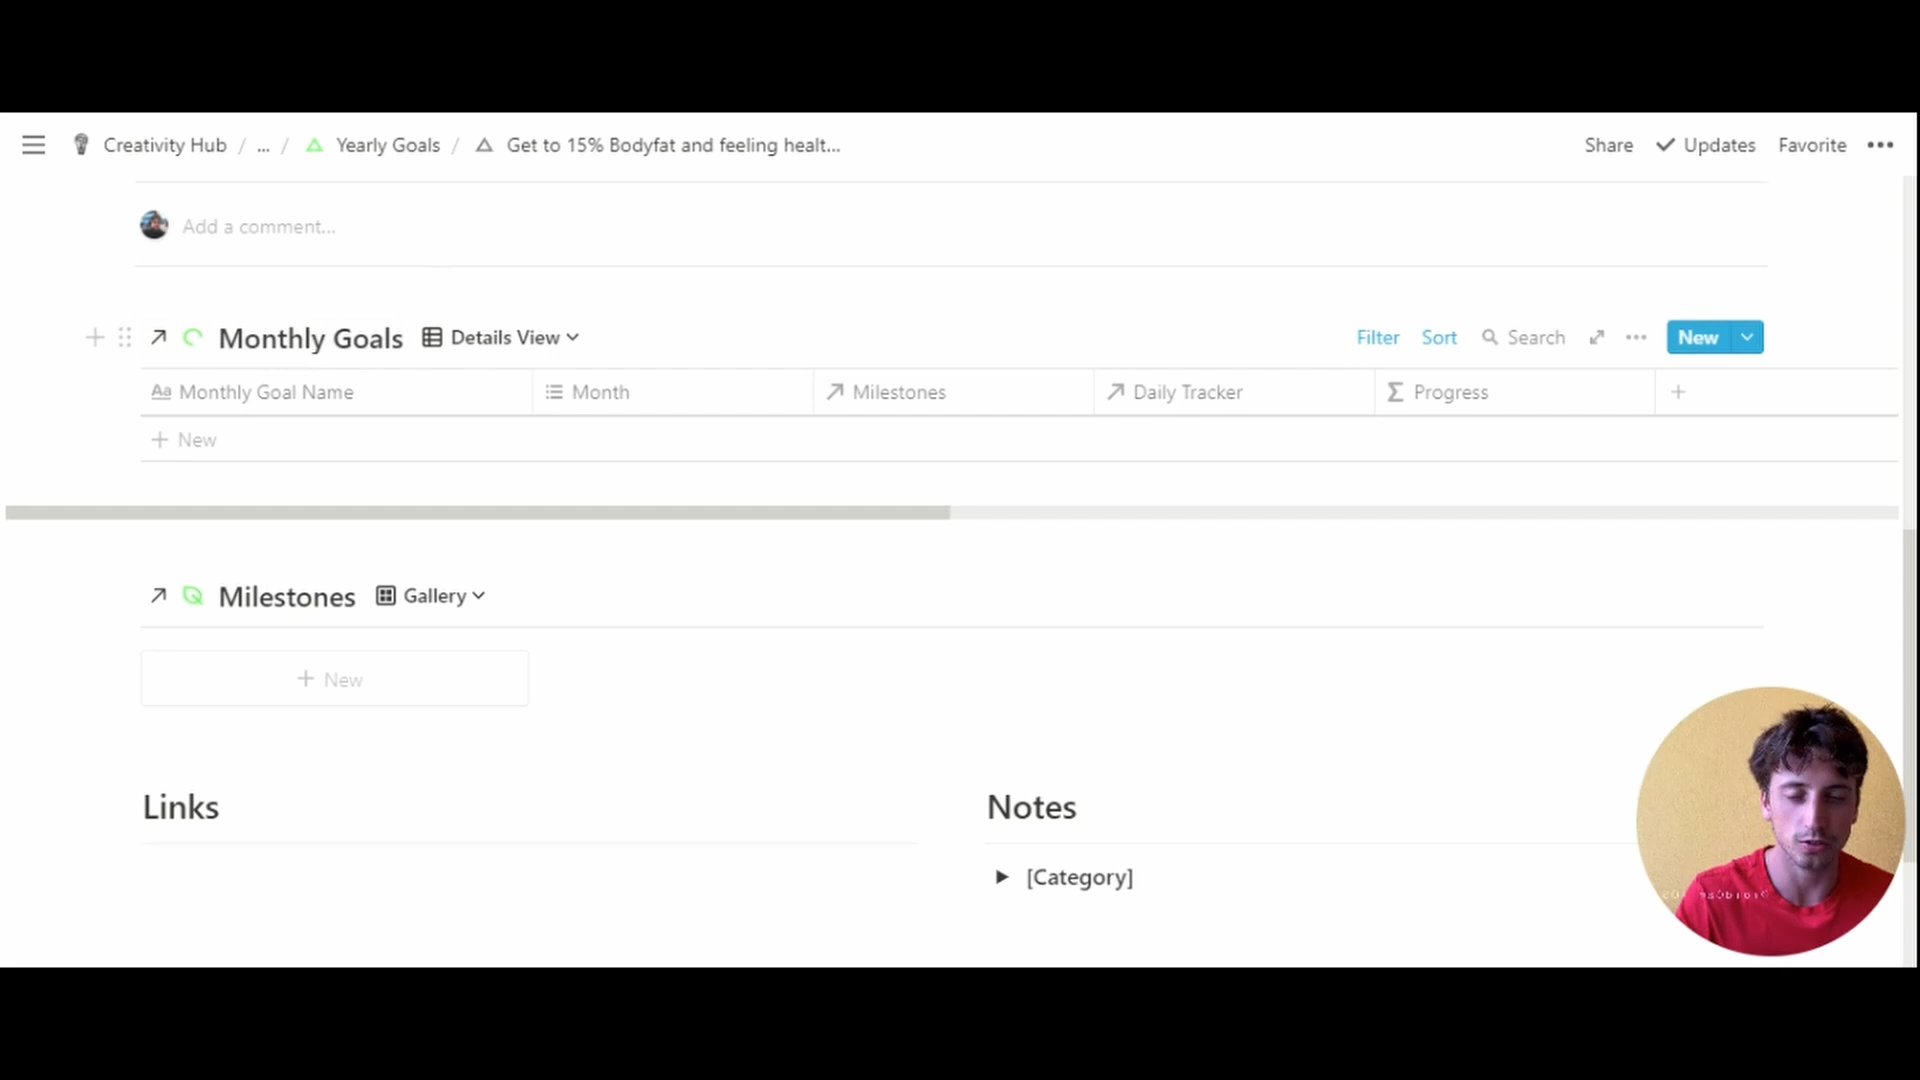 Creativity Hub / ... / Yearly Goals / Get to 15% Bodyfat and feeling healt... Share Updates Favorite
Add a comment...
Monthly Goals Details View Filter Sort Search New
Aa Monthly Goal Name Month Milestones Daily Tracker Progress
New
Milestones Gallery
New
Links Notes
[Category]